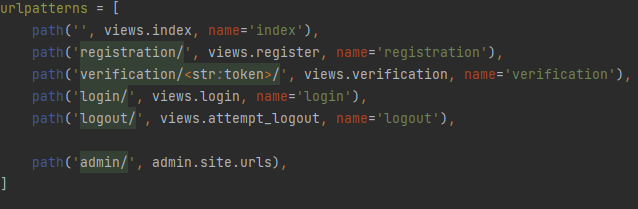 urlpatterns = [
    path('', views.index, name='index'),
    path('registration/', views.register, name='registration'),
    path('verification/<str:token>/', views.verification, name='verification'),
    path('login/', views.login, name='login'),
    path('logout/', views.attempt_logout, name='logout'),
    path('admin/', admin.site.urls),
]